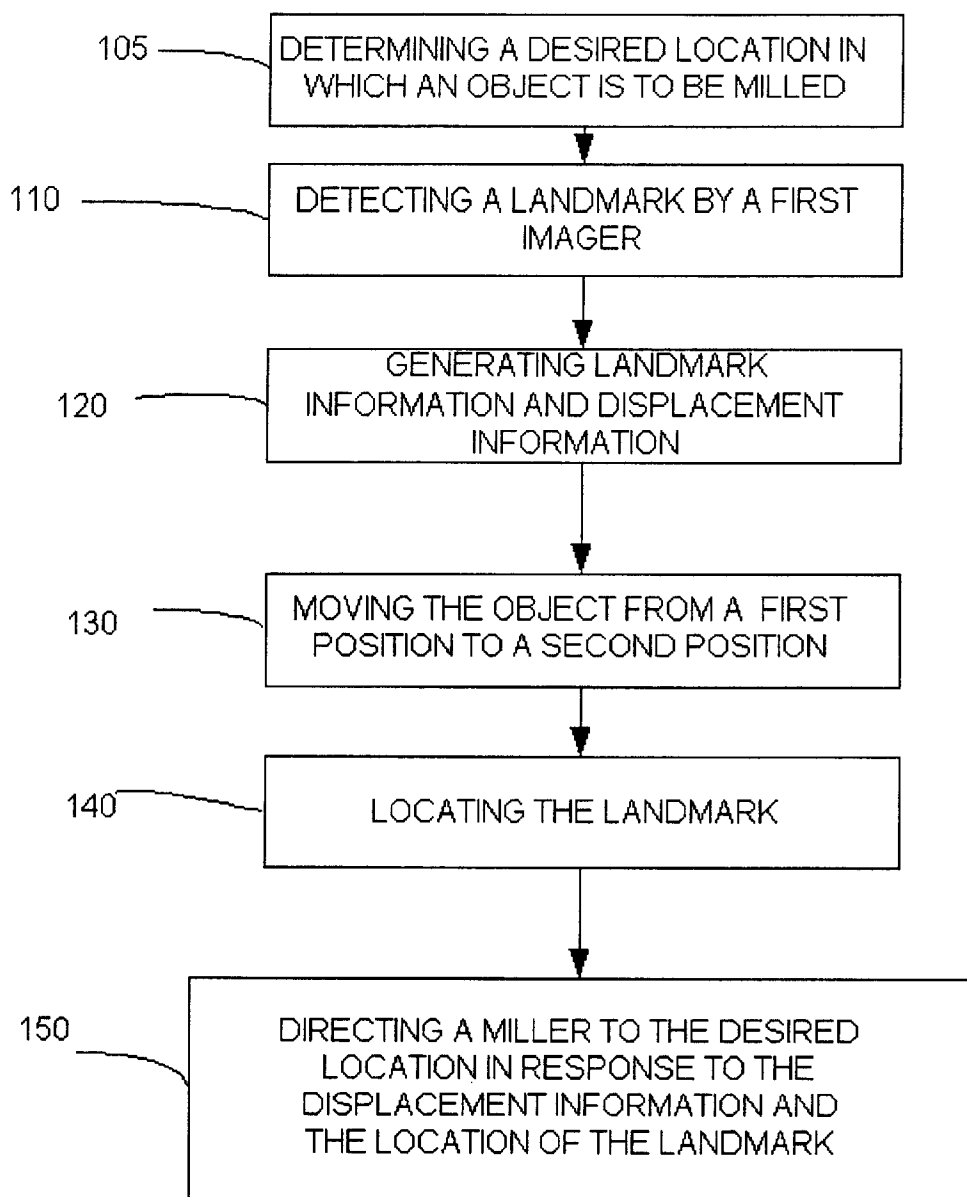 105
DETERMINING A DESIRED LOCATION IN
WHICH AN OBJECT IS TO BE MILLED
110
DETECTING A LANDMARK BY A FIRST
IMAGER
120
GENERATING LANDMARK
INFORMATION AND DISPLACEMENT
INFORMATION
130
MOVING THE OBJECT FROM A FIRST
POSITION TO A SECOND POSITION
140
LOCATING THE LANDMARK
150
DIRECTING A MILLER TO THE DESIRED
LOCATION IN RESPONSE TO THE
DISPLACEMENT INFORMATION AND
THE LOCATION OF THE LANDMARK